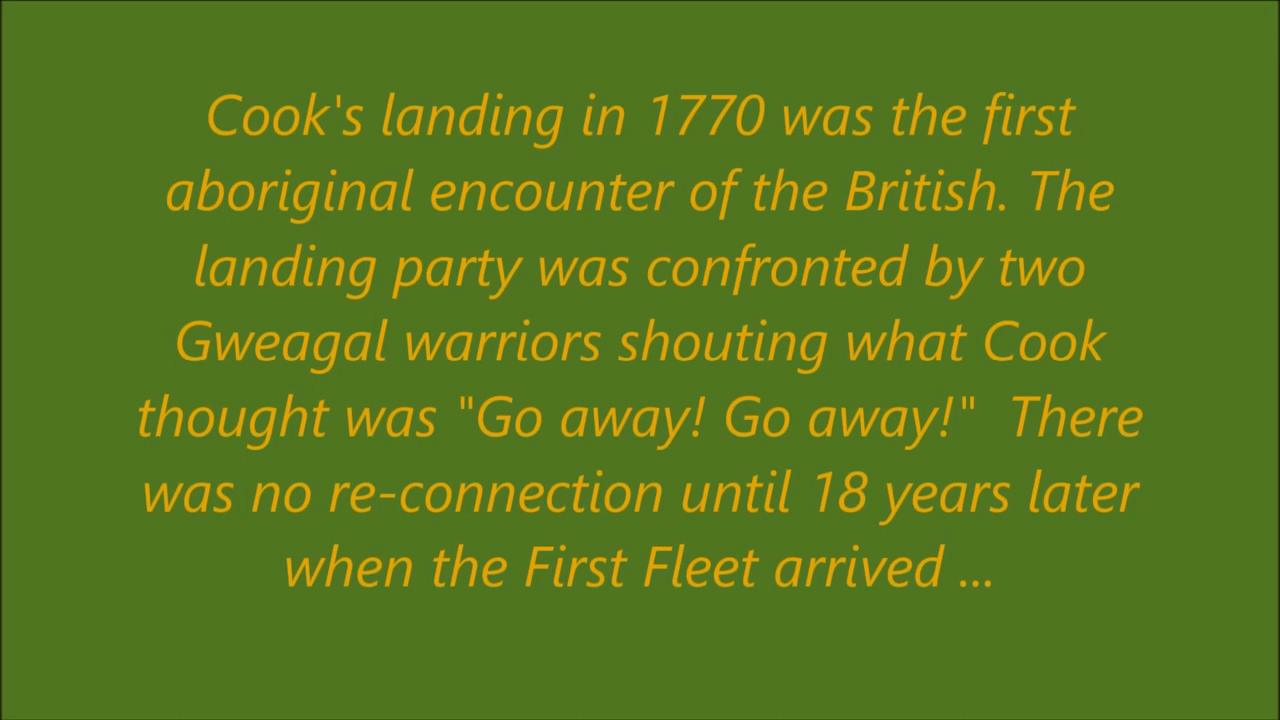 Cook's landing in 1770 was the first
aboriginal encounter of the British. The
landing party was confronted by two
Gweagal warriors shouting what Cook
thought was "Go away! Go away!"  There
was no re-connection until 18 years later
when the First Fleet arrived ...